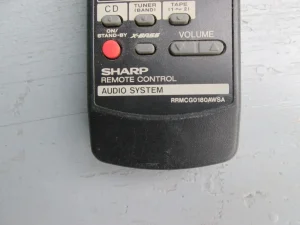 CD
TUNER
(BAND)
TAPE
(1↔2)
ON/
STAND-BY
X-BASS
VOLUME
SHARP
REMOTE CONTROL
AUDIO SYSTEM
RRMCG0180AWSA